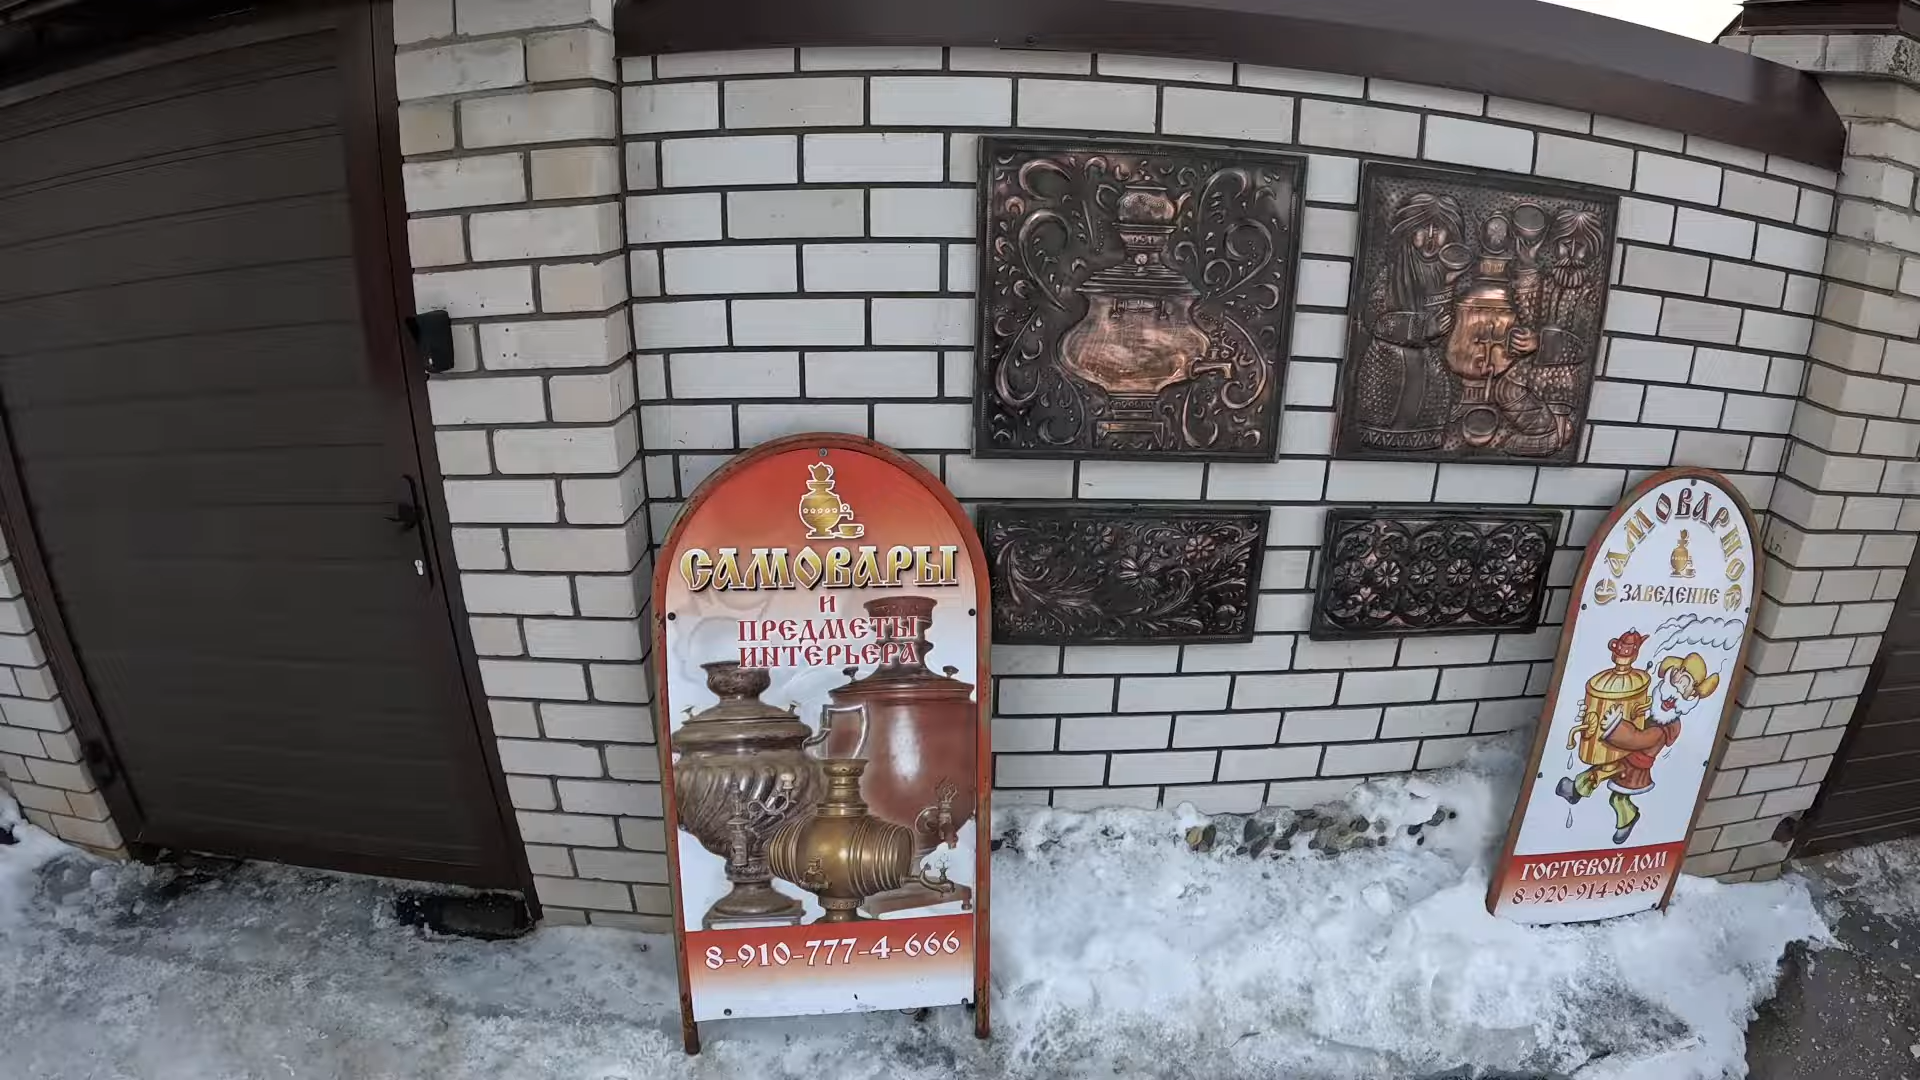 САМОВАРЫ
И
ПРЕДМЕТЫ
ИНТЕРЬЕРА
8-910-777-4-666
САМОВАРНОЕ
ЗАВЕДЕНИЕ
ГОСТЕВОЙ ДОМ
8-920-914-88-88